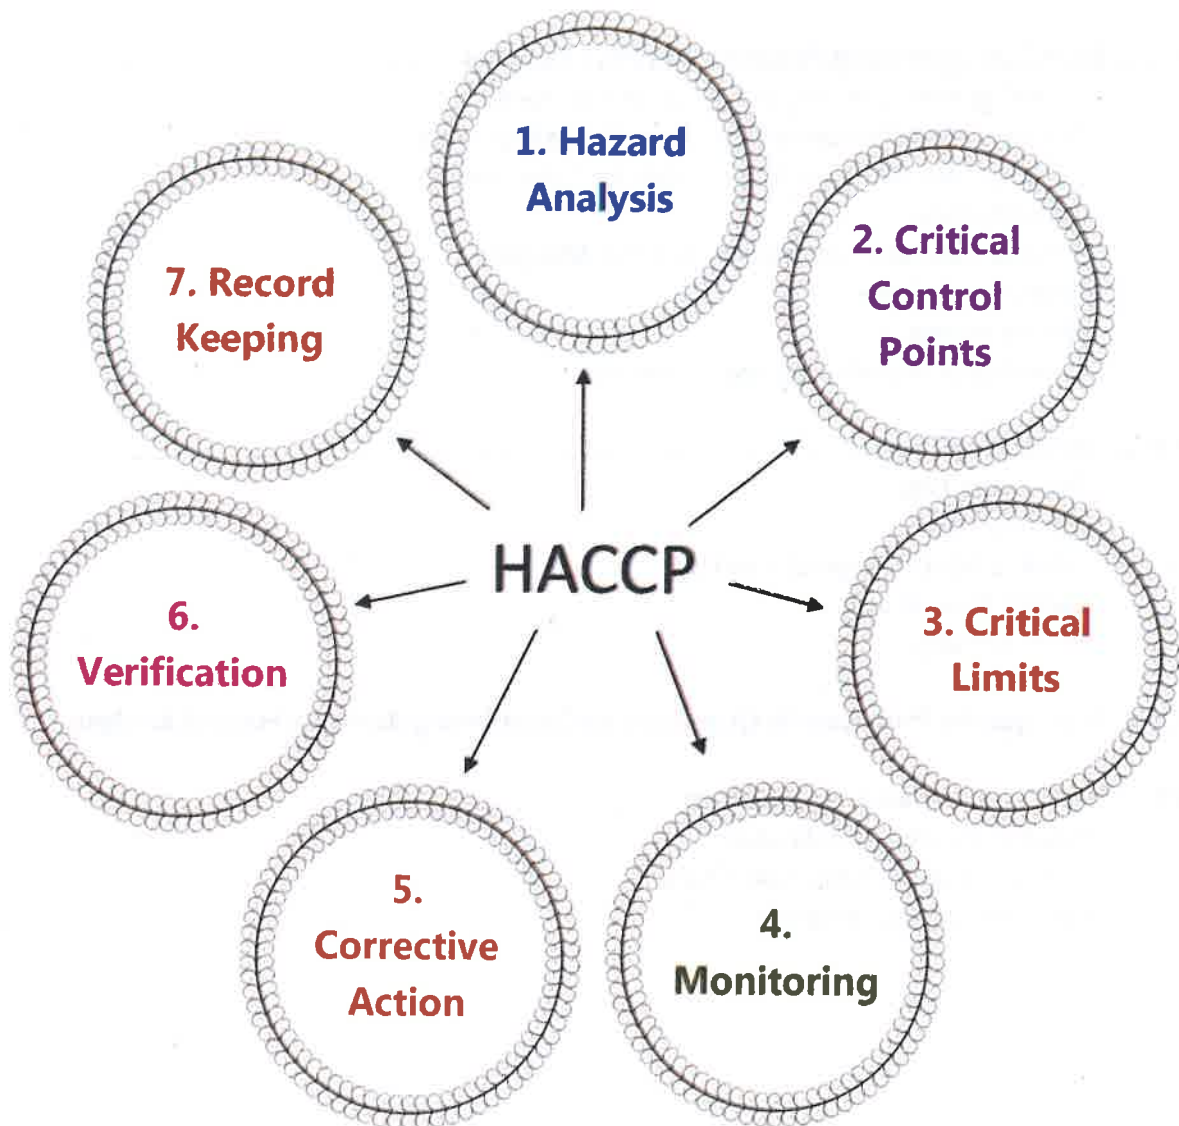 1. Hazard
Analysis
2. Critical
Control
Points
3. Critical
Limits
4.
Monitoring
5.
Corrective
Action
6.
Verification
7. Record
Keeping
HACCP